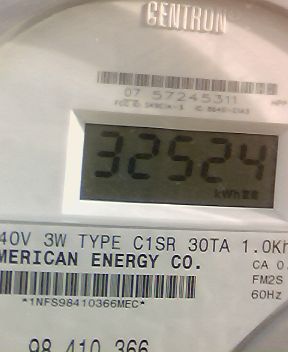 CENTRON
07 57245311
32524
kWh
40V 3W TYPE C1SR 30TA 1.0Kh
MERICAN ENERGY CO.
CA 0.
FM2S
*1NFS98410366MEC*
60Hz
98 410 366